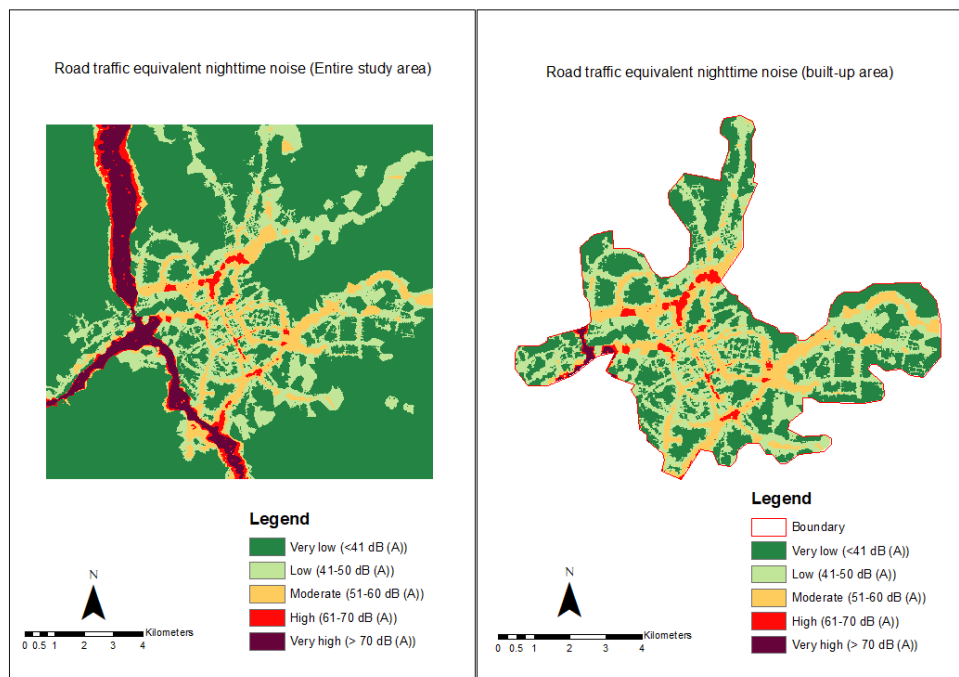 Road traffic equivalent nighttime noise (Entire study area)
Legend
Very low (<41 dB (A))
Low (41-50 dB (A))
Moderate (51-60 dB (A))
High (61-70 dB (A))
Very high (> 70 dB (A))
N
Kilometers
0 0.5 1 2 3 4
Road traffic equivalent nighttime noise (built-up area)
Legend
Boundary
Very low (<41 dB (A))
Low (41-50 dB (A))
Moderate (51-60 dB (A))
High (61-70 dB (A))
Very high (> 70 dB (A))
N
Kilometers
0 0.5 1 2 3 4